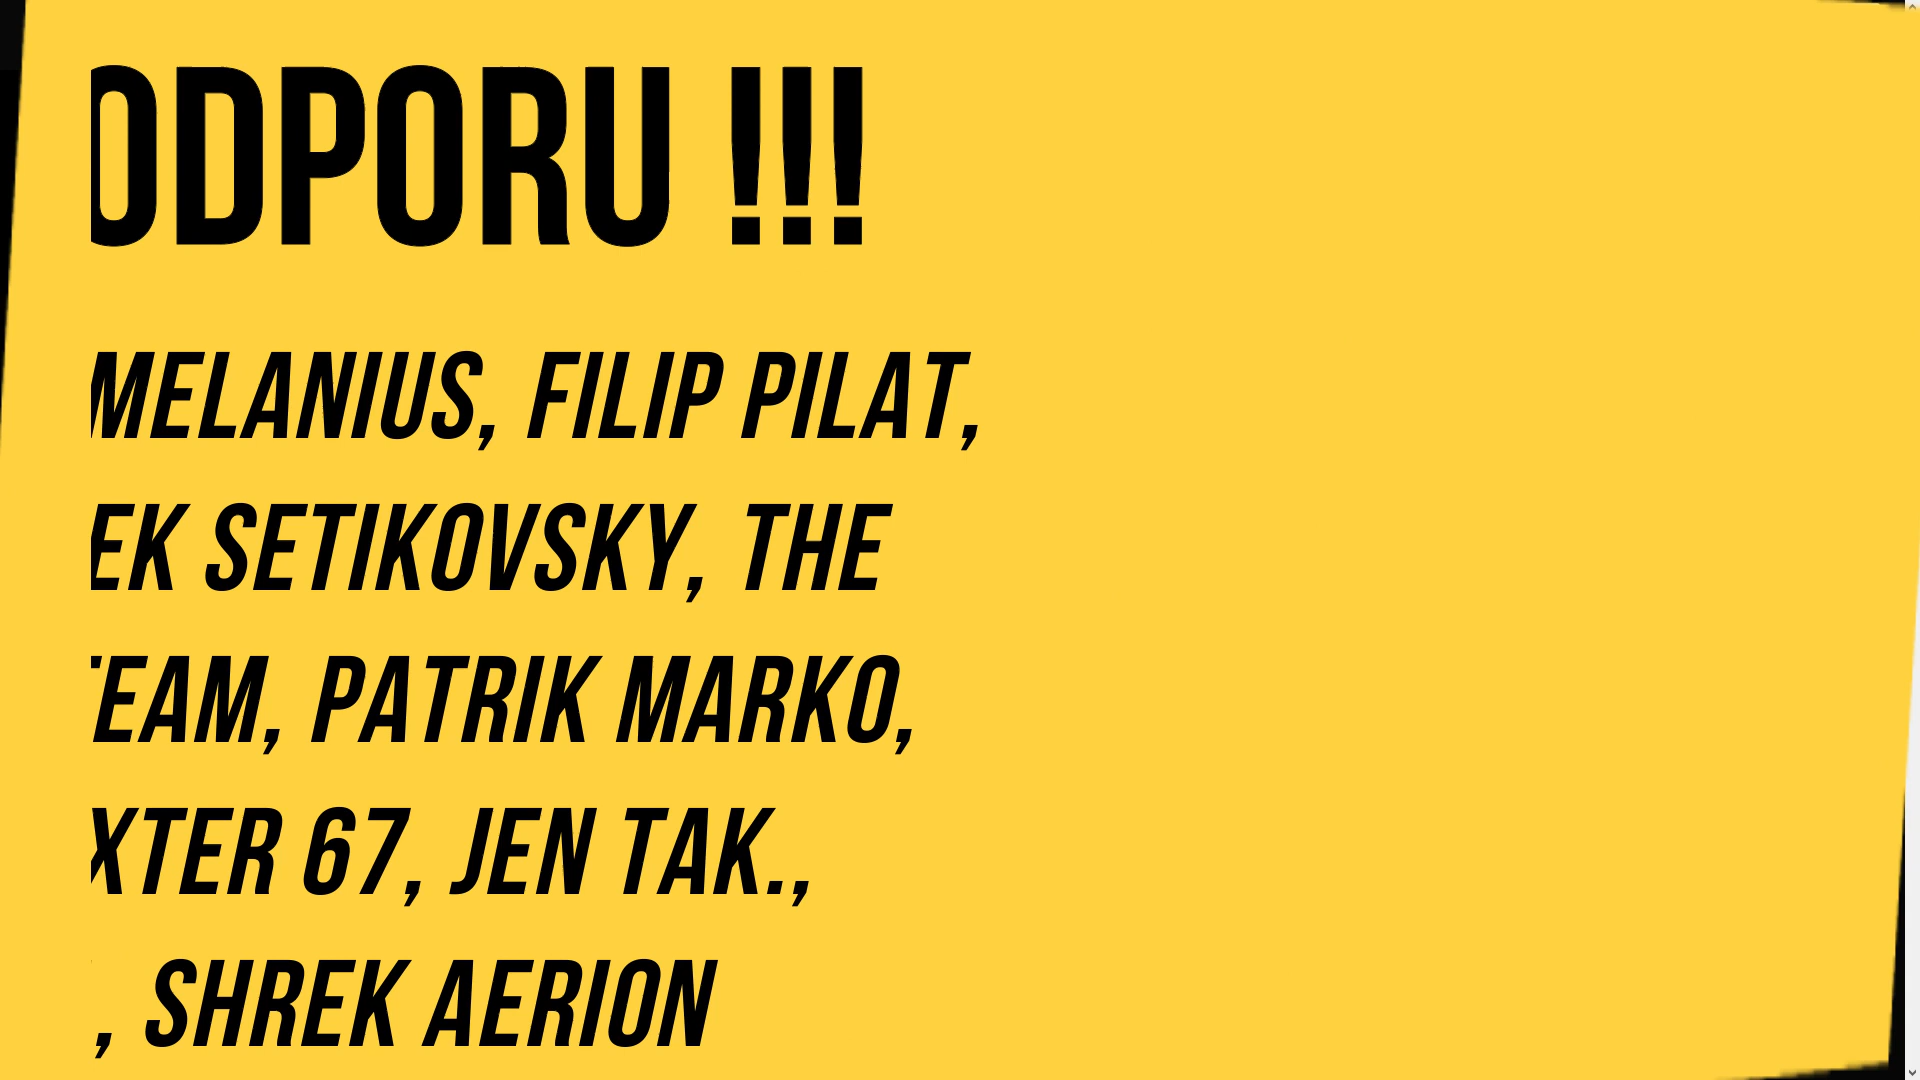 ODPORU !!!
MELANIUS, FILIP PILAT,
EK SETIKOVSKY, THE
EAM, PATRIK MARKO,
XTER 67, JEN TAK.,
, SHREK AERION